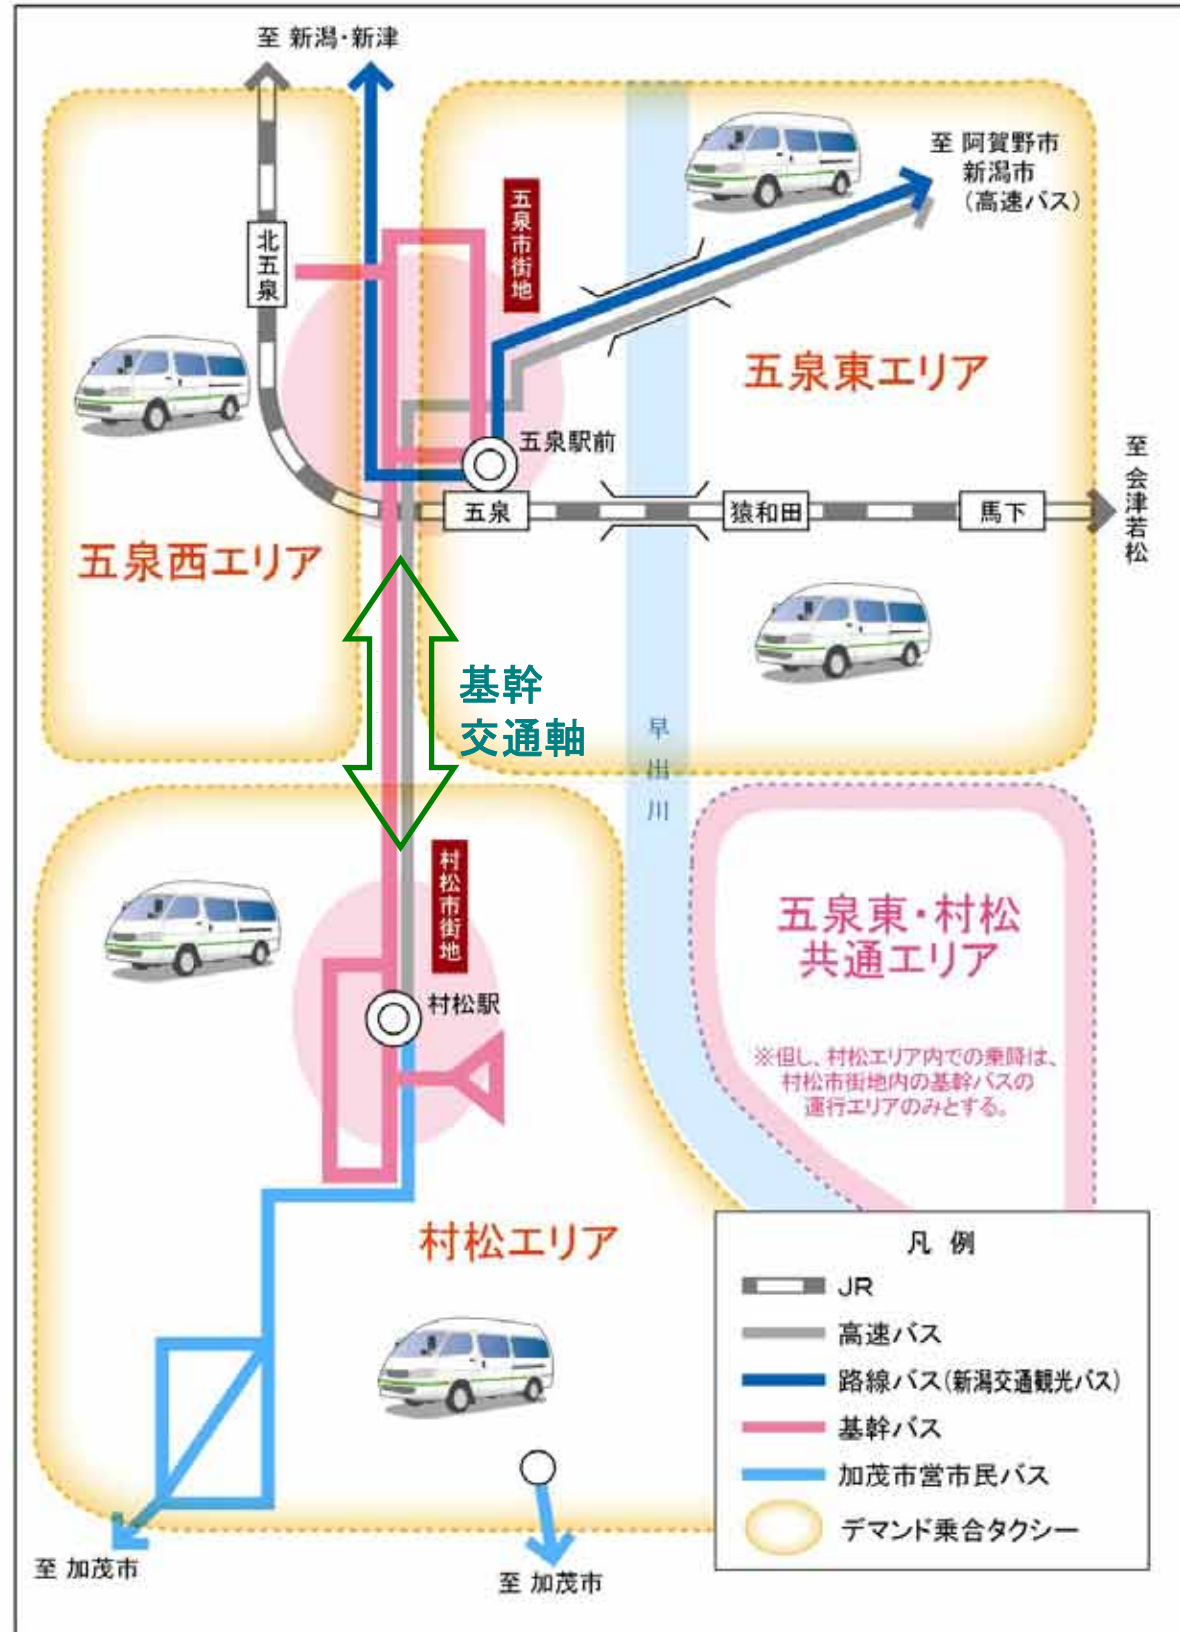 至 新潟・新津
至 阿賀野市
新潟市
(高速バス)
五泉市街地
北五泉
五泉東エリア
五泉駅前
至 会津若松
五泉
猿和田
馬下
五泉西エリア
基幹
交通軸
早出川
村松市街地
五泉東・村松
共通エリア
村松駅
※但し、村松エリア内での乗降は、
村松市街地内の基幹バスの
運行エリアのみとする。
村松エリア
凡 例
JR
高速バス
路線バス(新潟交通観光バス)
基幹バス
加茂市営市民バス
デマンド乗合タクシー
至 加茂市
至 加茂市